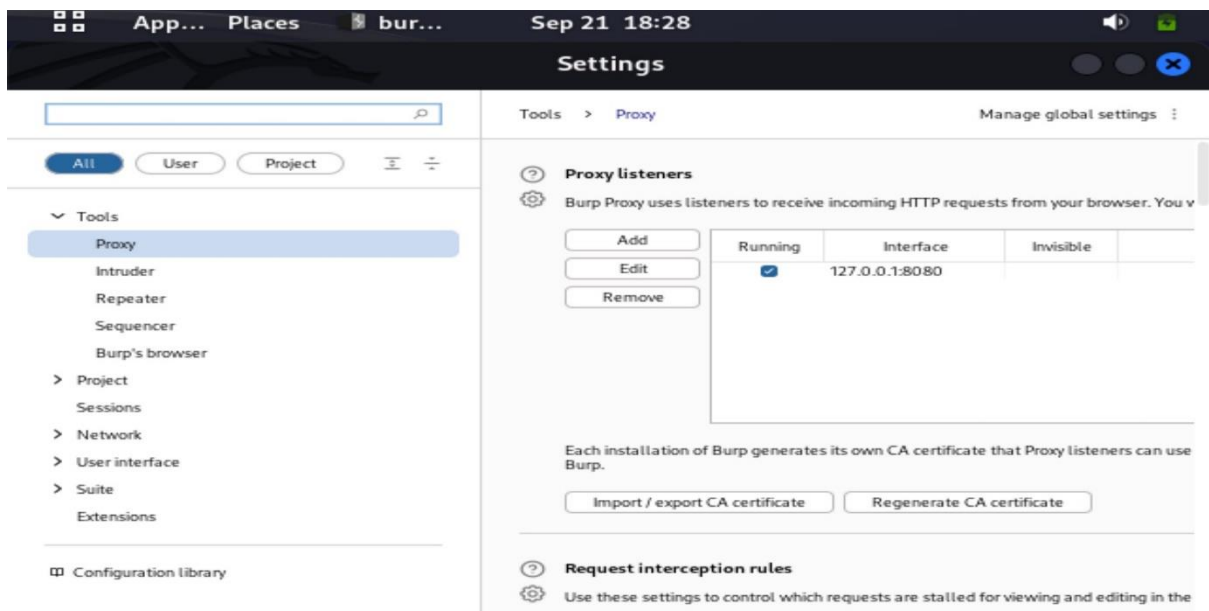 App... Places bur... Sep 21 18:28
Settings
Tools > Proxy Manage global settings
All User Project
Proxy listeners
Burp Proxy uses listeners to receive incoming HTTP requests from your browser. You
Tools
Proxy
Intruder
Repeater
Sequencer
Burp's browser
Project
Sessions
Network
User interface
Suite
Extensions
Configuration library
Add
Edit
Remove
Running Interface Invisible
127.0.0.1:8080
Each installation of Burp generates its own CA certificate that Proxy listeners can use
Burp.
Import / export CA certificate Regenerate CA certificate
Request interception rules
Use these settings to control which requests are stalled for viewing and editing in the